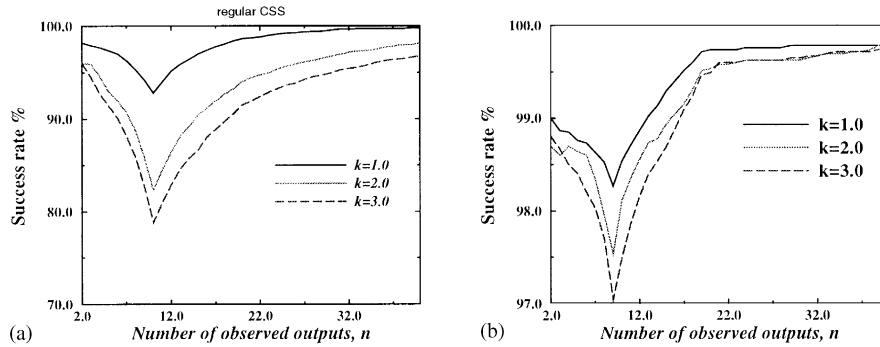 regular CSS
100.0
90.0
80.0
70.0
Success rate %
k=1.0
k=2.0
k=3.0
2.0 12.0 22.0 32.0
(a) Number of observed outputs, n
100.0
99.0
98.0
97.0
Success rate %
k=1.0
k=2.0
k=3.0
2.0 12.0 22.0 32.0
(b) Number of observed outputs, n